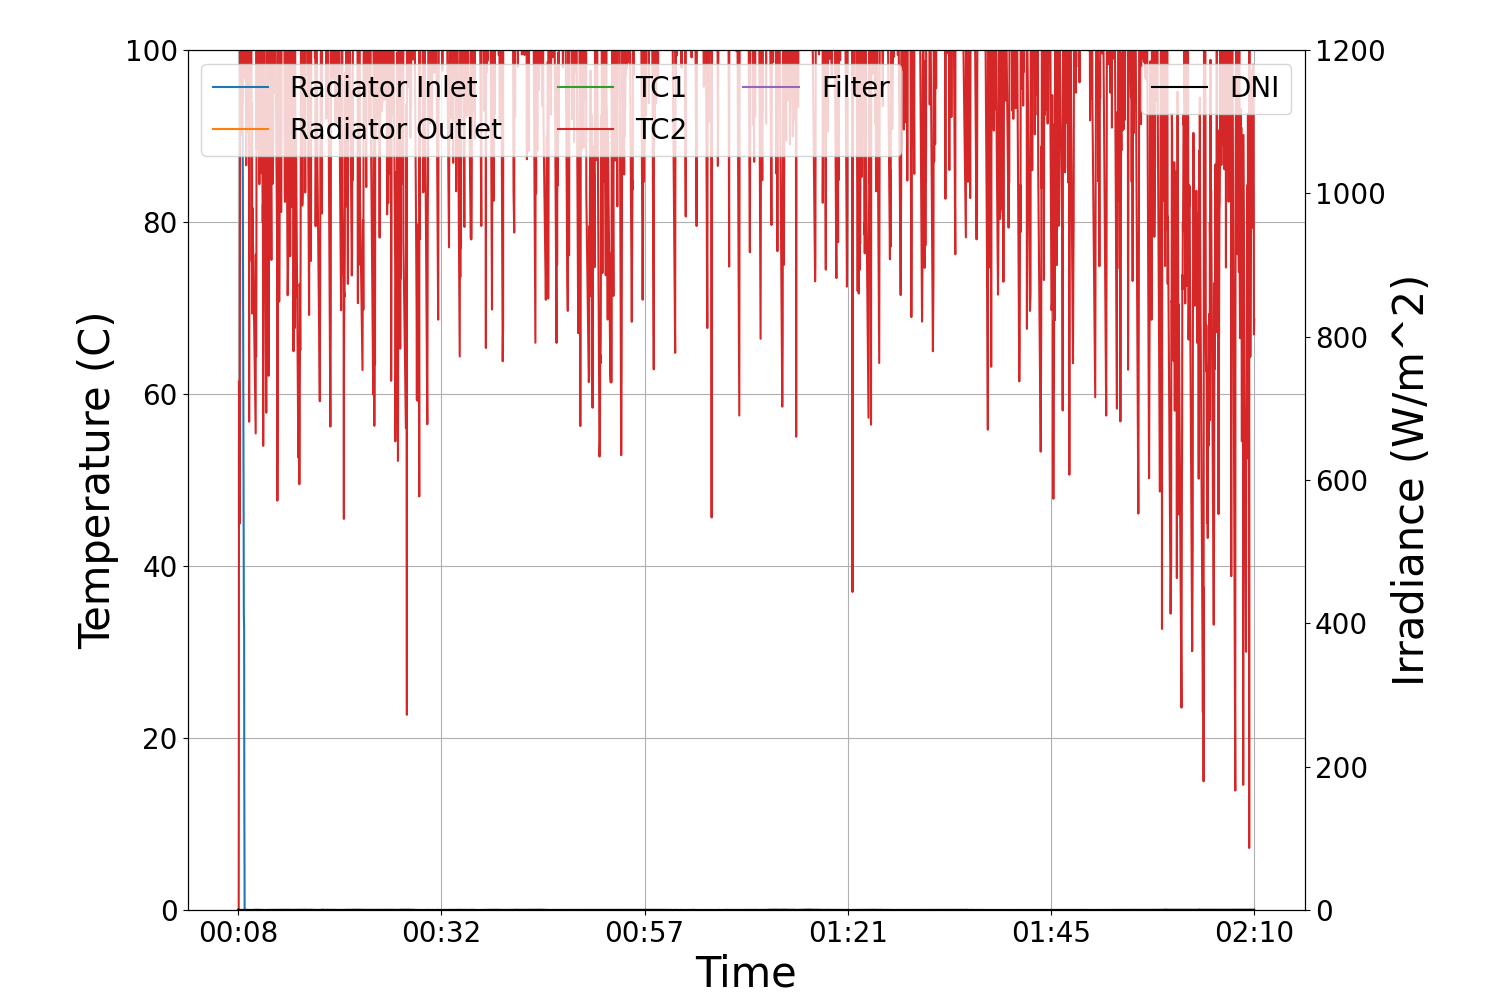 100
80
60
40
20
0
Temperature (C)
Radiator Inlet
Radiator Outlet
TC1
TC2
Filter
DNI
1200
1000
800
600
400
200
0
Irradiance (W/m^2)
00:08
00:32
00:57
01:21
01:45
02:10
Time